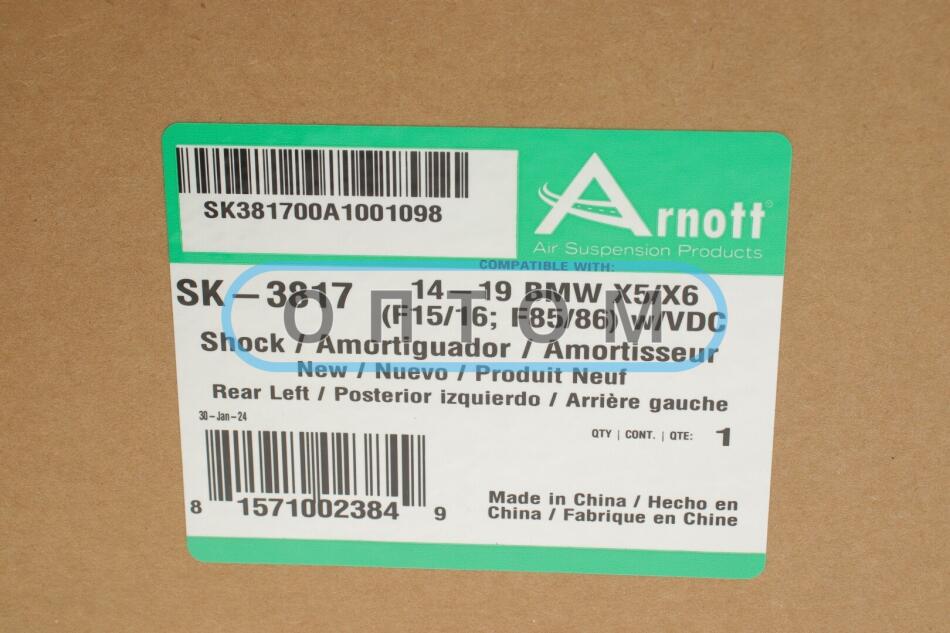 SK381700A1001098
Arnott®
Air Suspension Products
COMPATIBLE WITH:
SK-3817
14-19 BMW X5/X6
(F15/16; F85/86) w/VDC
ОПТОМ
Shock / Amortiguador / Amortisseur
New / Nuevo / Produit Neuf
Rear Left / Posterior izquierdo / Arrière gauche
30-Jan-24
QTY | CONT. | QTE: 1
8 1571002384 9
Made in China / Hecho en
China / Fabrique en Chine